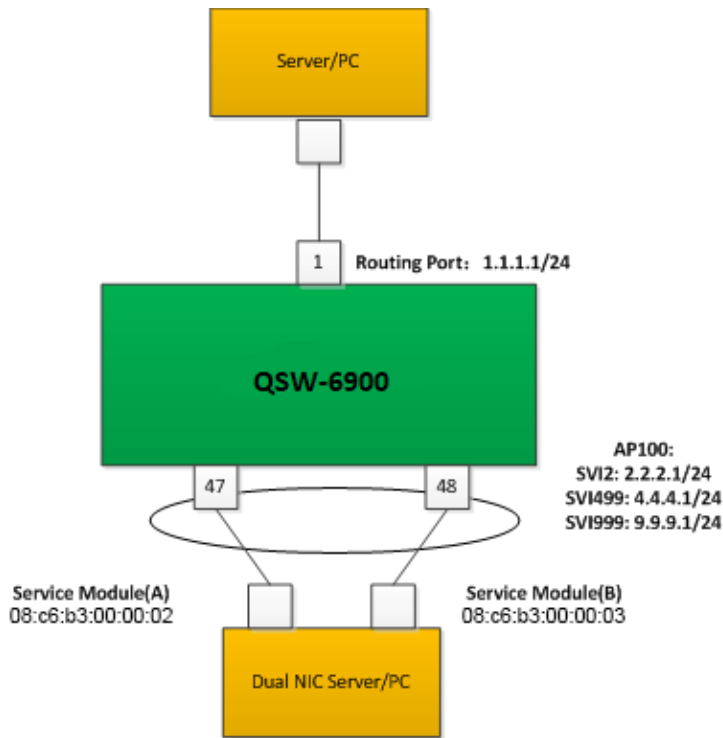 Server/PC
1
Routing Port： 1.1.1.1/24
QSW-6900
AP100:
SVI2: 2.2.2.1/24
SVI499: 4.4.4.1/24
SVI999: 9.9.9.1/24
47
48
Service Module(A)
08:c6:b3:00:00:02
Service Module(B)
08:c6:b3:00:00:03
Dual NIC Server/PC